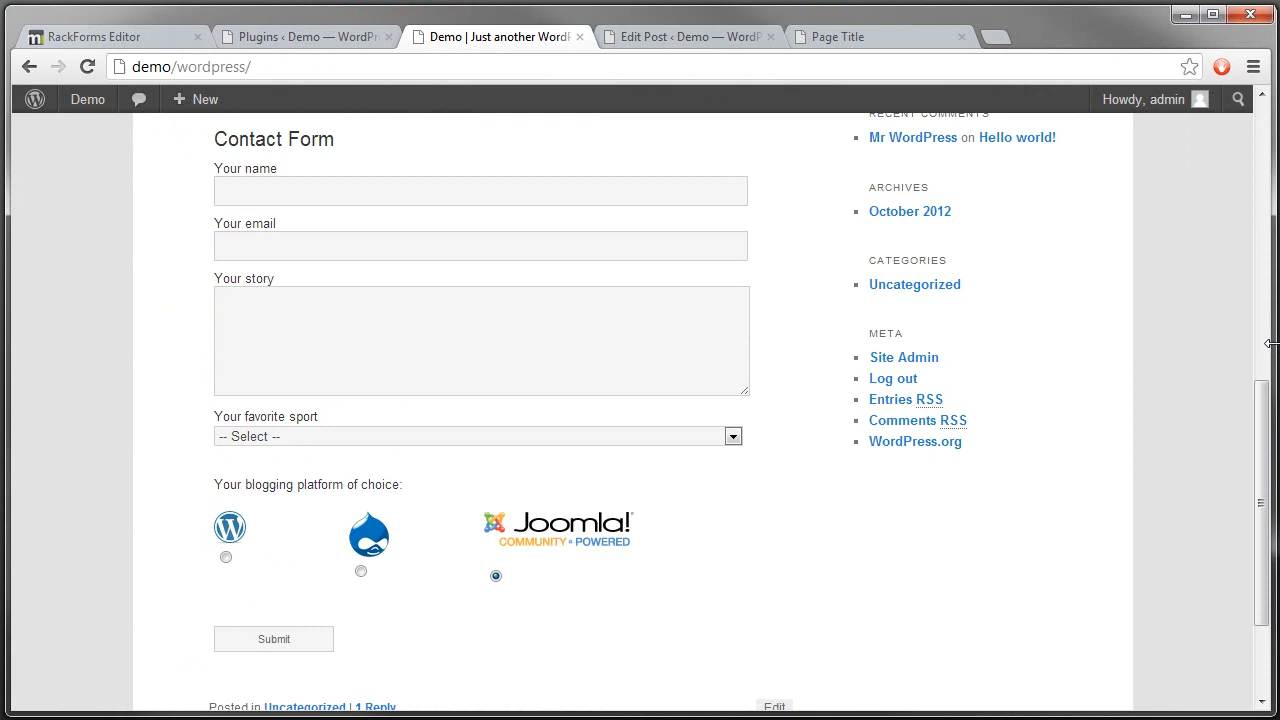 RackForms Editor
Plugins ‹ Demo — WordPr
Demo | Just another WordP
Edit Post ‹ Demo — WordP
Page Title
demo/wordpress/
Demo
New
Howdy, admin
Contact Form
Your name
Your email
Your story
Your favorite sport
-- Select --
Your blogging platform of choice:
Joomla!
COMMUNITY • POWERED
Submit
Posted in Uncategorized | 1 Reply
Edit
RECENT COMMENTS
Mr WordPress on Hello world!
ARCHIVES
October 2012
CATEGORIES
Uncategorized
META
Site Admin
Log out
Entries RSS
Comments RSS
WordPress.org